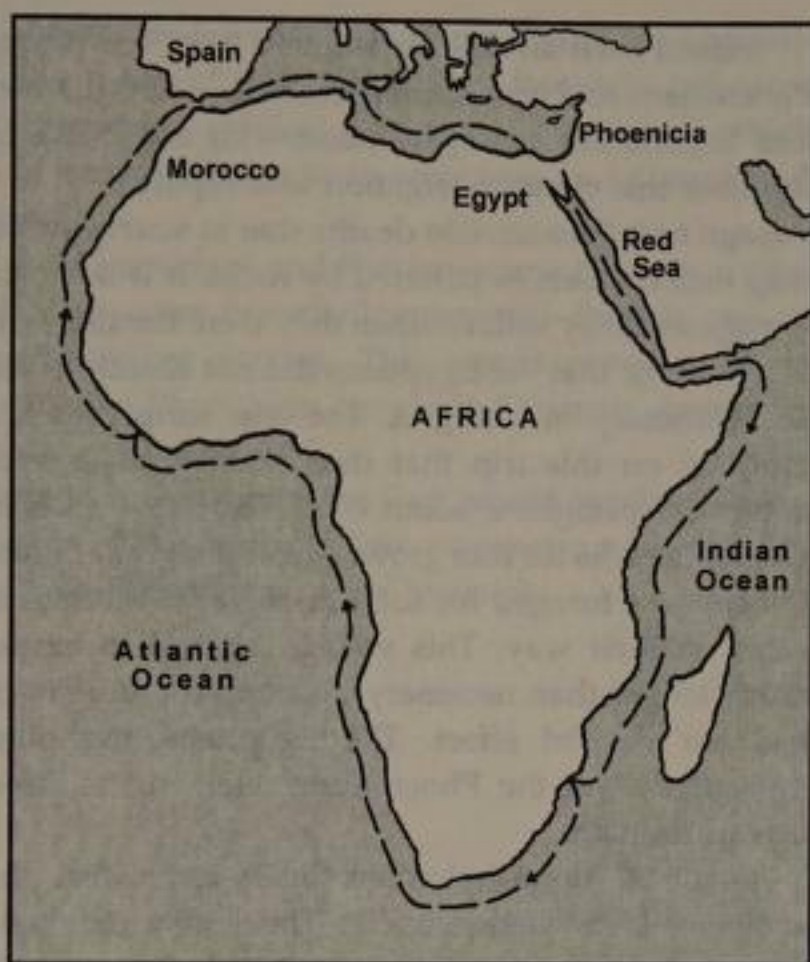 Spain
Phoenicia
Morocco
Egypt
Red
Sea
AFRICA
Indian
Ocean
Atlantic
Ocean